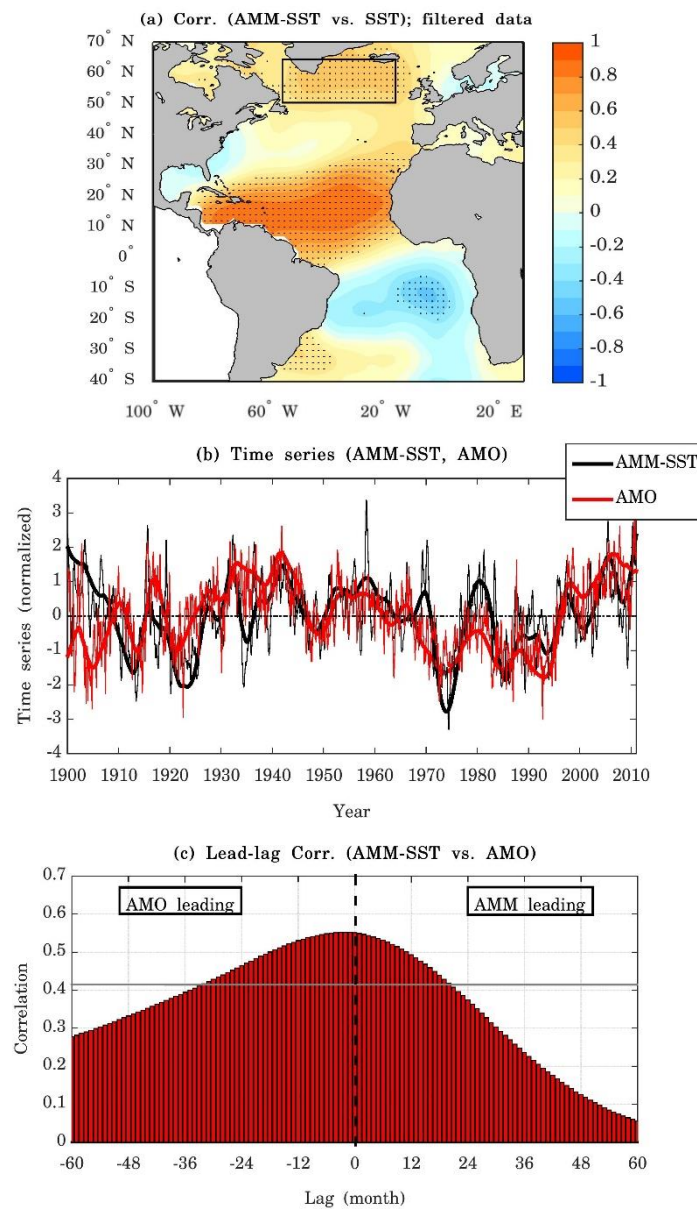 (a) Corr. (AMM-SST vs. SST); filtered data
70° N
60° N
50° N
40° N
30° N
20° N
10° N
0°
10° S
20° S
30° S
40° S
100° W 60° W 20° W 20° E
1
0.8
0.6
0.4
0.2
0
-0.2
-0.4
-0.6
-0.8
-1
(b) Time series (AMM-SST, AMO)
AMM-SST
AMO
Time series (normalized)
4
3
2
1
0
-1
-2
-3
-4
1900 1910 1920 1930 1940 1950 1960 1970 1980 1990 2000 2010
Year
(c) Lead-lag Corr. (AMM-SST vs. AMO)
AMO leading
AMM leading
Correlation
0.7
0.6
0.5
0.4
0.3
0.2
0.1
0
-60 -48 -36 -24 -12 0 12 24 36 48 60
Lag (month)